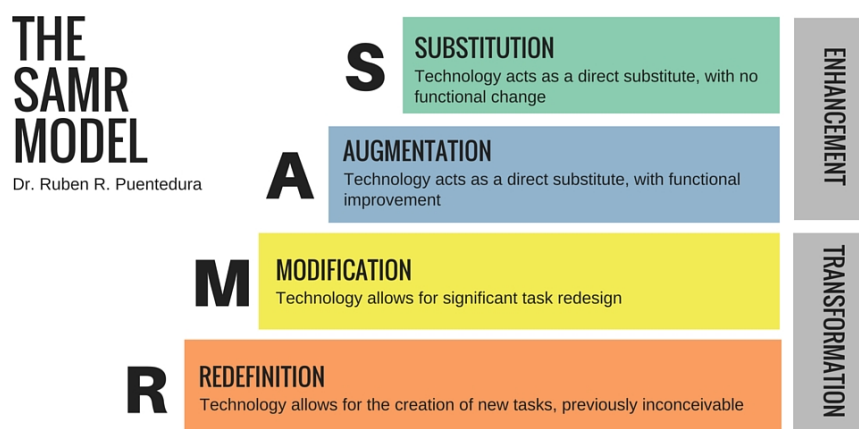 THE
SAMR
MODEL
Dr. Ruben R. Puentedura
S
SUBSTITUTION
Technology acts as a direct substitute, with no
functional change
A
AUGMENTATION
Technology acts as a direct substitute, with functional
improvement
ENHANCEMENT
M
MODIFICATION
Technology allows for significant task redesign
R
REDEFINITION
Technology allows for the creation of new tasks, previously inconceivable
TRANSFORMATION